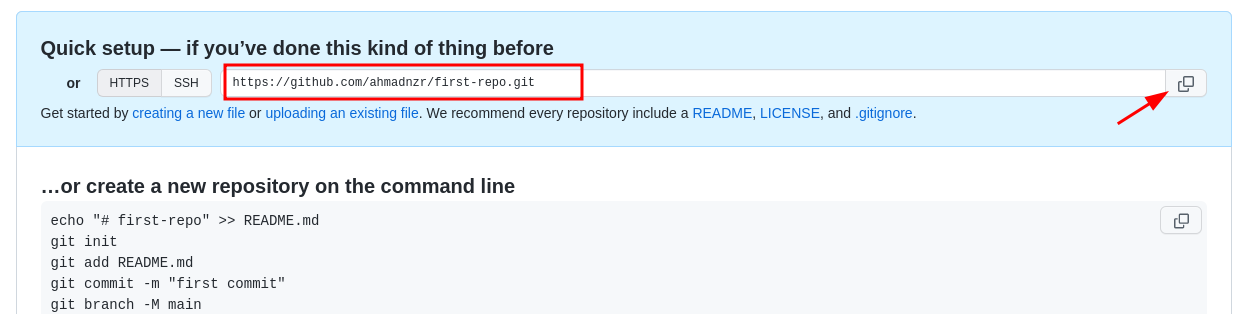 Quick setup — if you’ve done this kind of thing before
or HTTPS SSH https://github.com/ahmadnzr/first-repo.git
Get started by creating a new file or uploading an existing file. We recommend every repository include a README, LICENSE, and .gitignore.
…or create a new repository on the command line
echo "# first-repo" >> README.md
git init
git add README.md
git commit -m "first commit"
git branch -M main